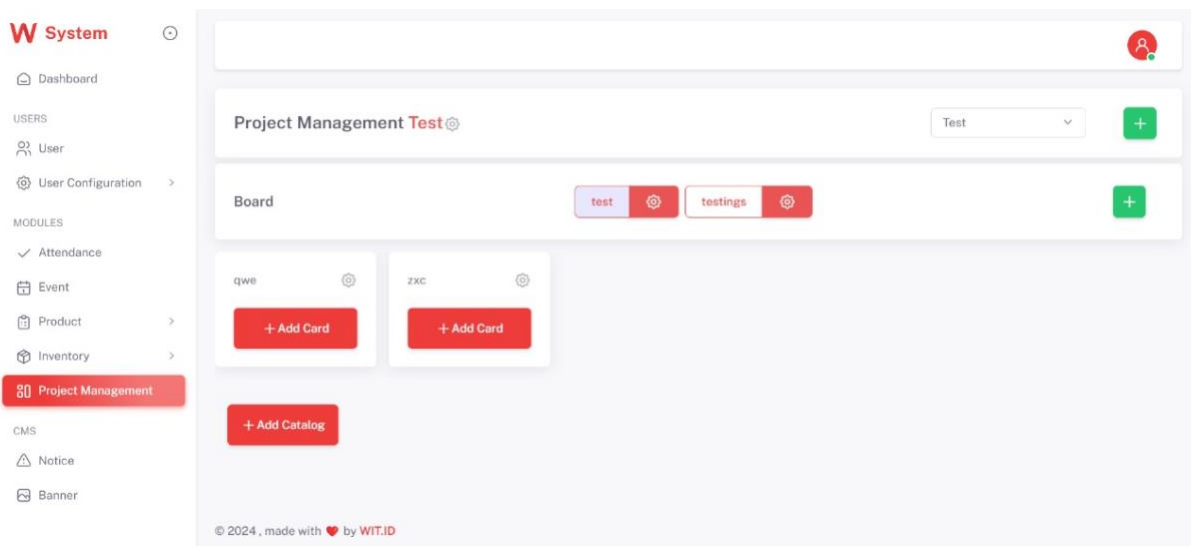 W System
Dashboard
USERS
User
User Configuration
MODULES
Attendance
Event
Product
Inventory
Project Management
CMS
Notice
Banner
Project Management Test
Test
Board
test
testings
qwe
+ Add Card
zxc
+ Add Card
+ Add Catalog
© 2024 , made with ❤ by WIT.ID